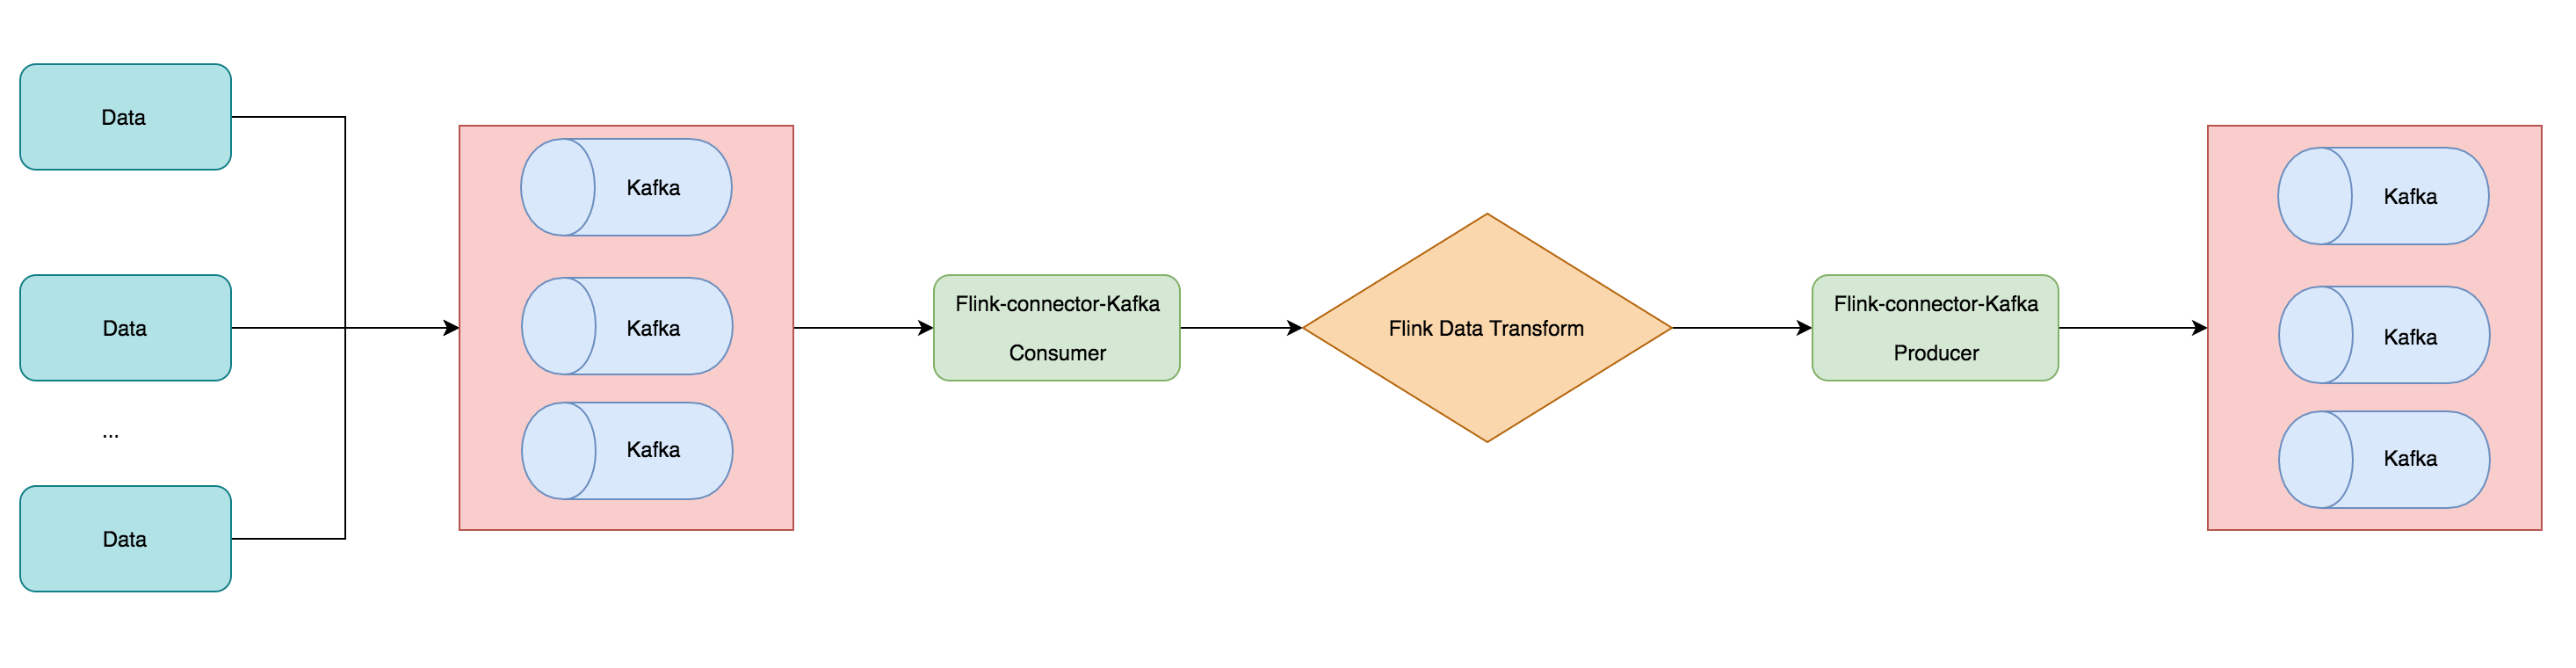 Data
Data
...
Data
Kafka
Kafka
Kafka
Flink-connector-Kafka
Consumer
Flink Data Transform
Flink-connector-Kafka
Producer
Kafka
Kafka
Kafka